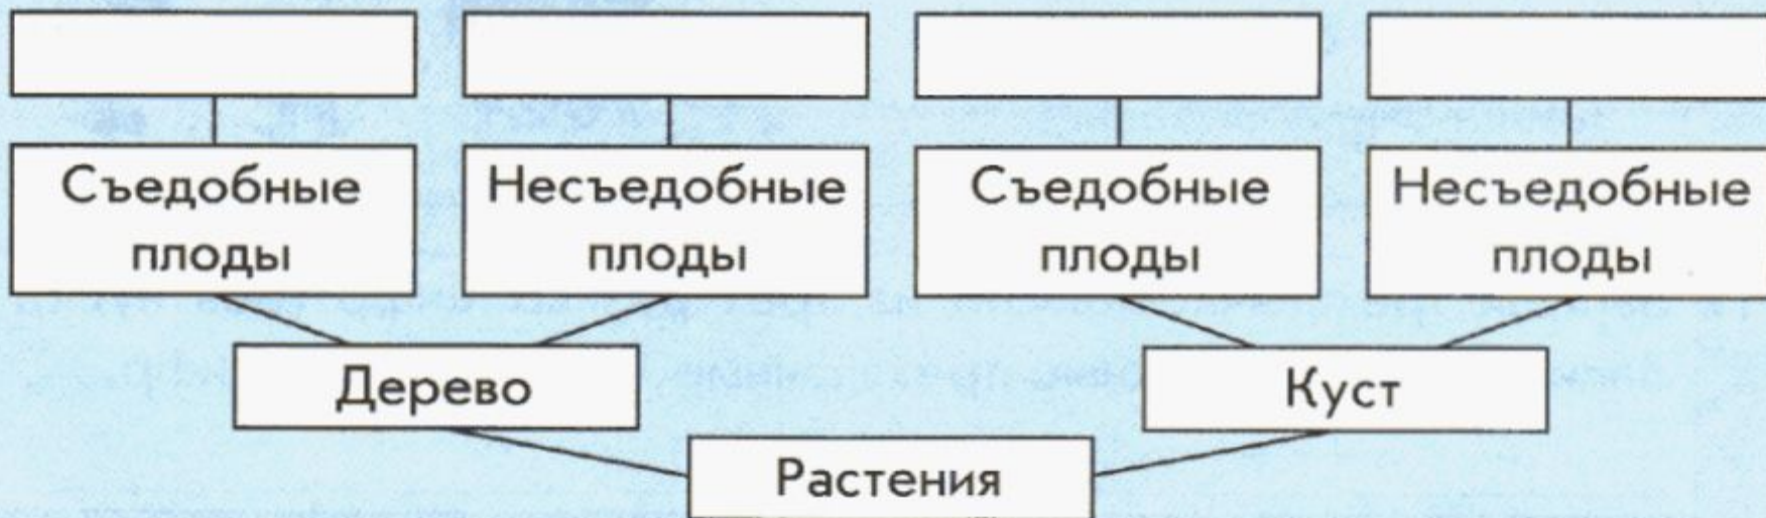 Съедобные
плоды
Несъедобные
плоды
Съедобные
плоды
Несъедобные
плоды
Дерево
Куст
Растения